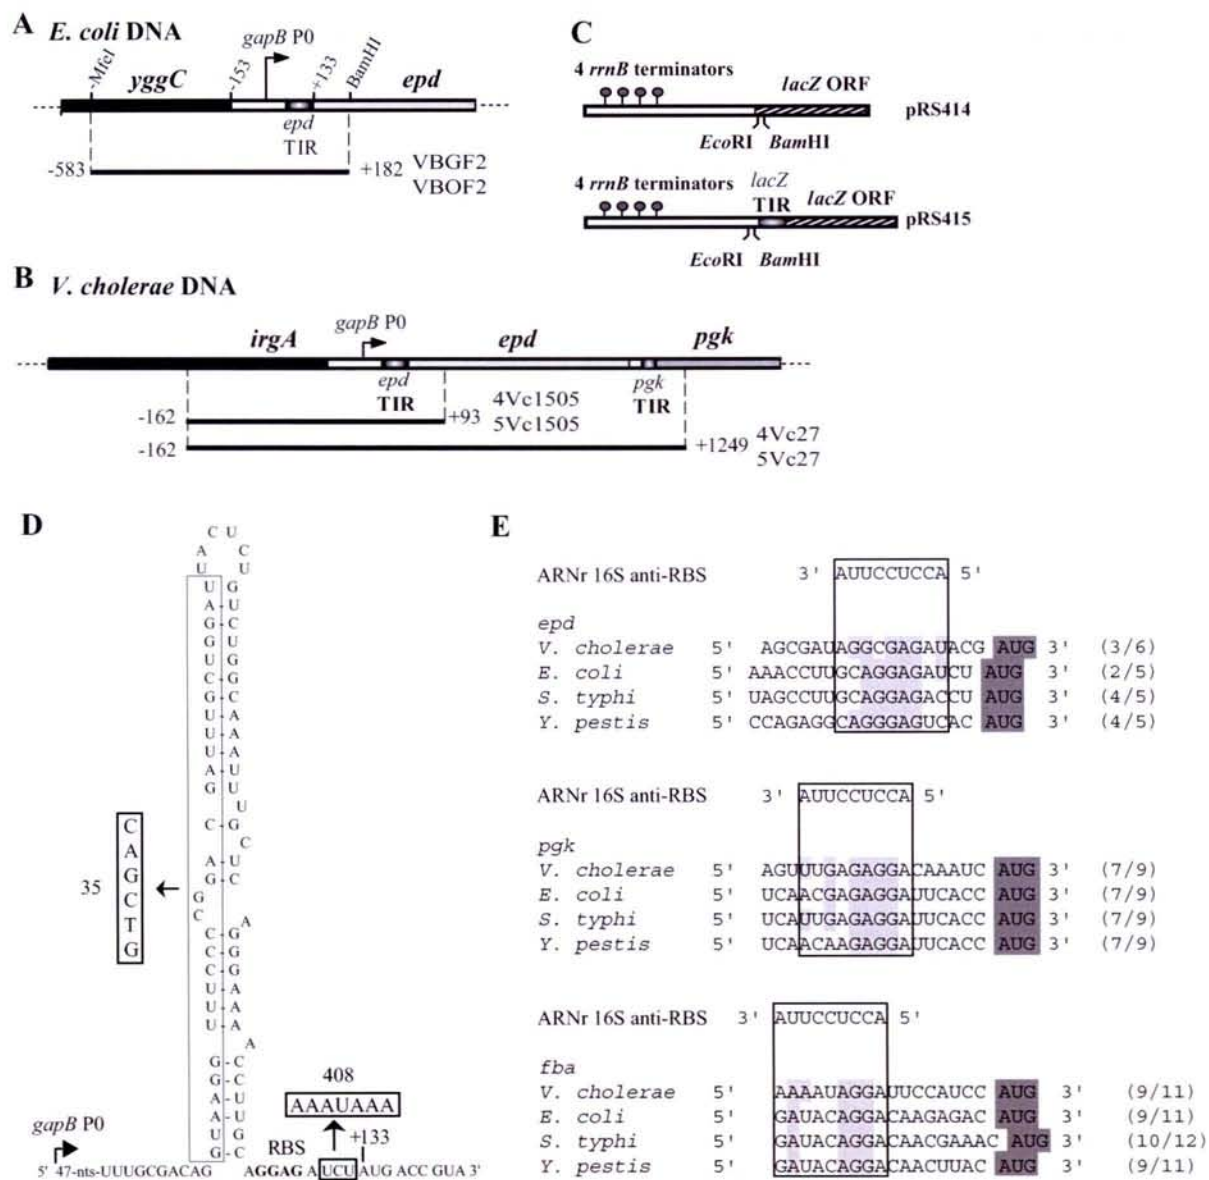 A E. coli DNA
-MfeI
yggC
-153
gapB P0
+133
BamHI
epd
epd
TIR
-583
+182
VBGF2
VBOF2
B V. cholerae DNA
irgA
gapB P0
epd
pgk
epd
TIR
pgk
TIR
-162
+93
4Vc1505
5Vc1505
-162
+1249
4Vc27
5Vc27
C
4 rrnB terminators
lacZ ORF
pRS414
EcoRI BamHI
4 rrnB terminators
lacZ
TIR
lacZ ORF
pRS415
EcoRI BamHI
D
C U
A C
U U
35
C
A
G
C
T
G
408
AAAUAAA
RBS
+133
gapB P0
5' 47-nts-UUUGCGACAG
AGGAG A UCU AUG ACC GUA 3'
E
ARNr 16S anti-RBS 3' AUUCCUCCA 5'
epd
V. cholerae 5' AGCGAUAGGCGAGAUACG AUG 3' (3/6)
E. coli 5' AAACCUUGCAGGAGAUCU AUG 3' (2/5)
S. typhi 5' UAGCCUUGCAGGAGACCU AUG 3' (4/5)
Y. pestis 5' CCAGAGGCAGGGAGUCAC AUG 3' (4/5)
ARNr 16S anti-RBS 3' AUUCCUCCA 5'
pgk
V. cholerae 5' AGUUUGAGAGGACAAAUC AUG 3' (7/9)
E. coli 5' UCAACGAGAGGAUUCACC AUG 3' (7/9)
S. typhi 5' UCAUUGAGAGGAUUCACC AUG 3' (7/9)
Y. pestis 5' UCAACAAGAGGAUUCACC AUG 3' (7/9)
ARNr 16S anti-RBS 3' AUUCCUCCA 5'
fba
V. cholerae 5' AAAAUAGGAUUCCAUCC AUG 3' (9/11)
E. coli 5' GAUACAGGACAAGAGAC AUG 3' (9/11)
S. typhi 5' GAUACAGGACAACGAAAC AUG 3' (10/12)
Y. pestis 5' GAUACAGGACAACUUAC AUG 3' (9/11)